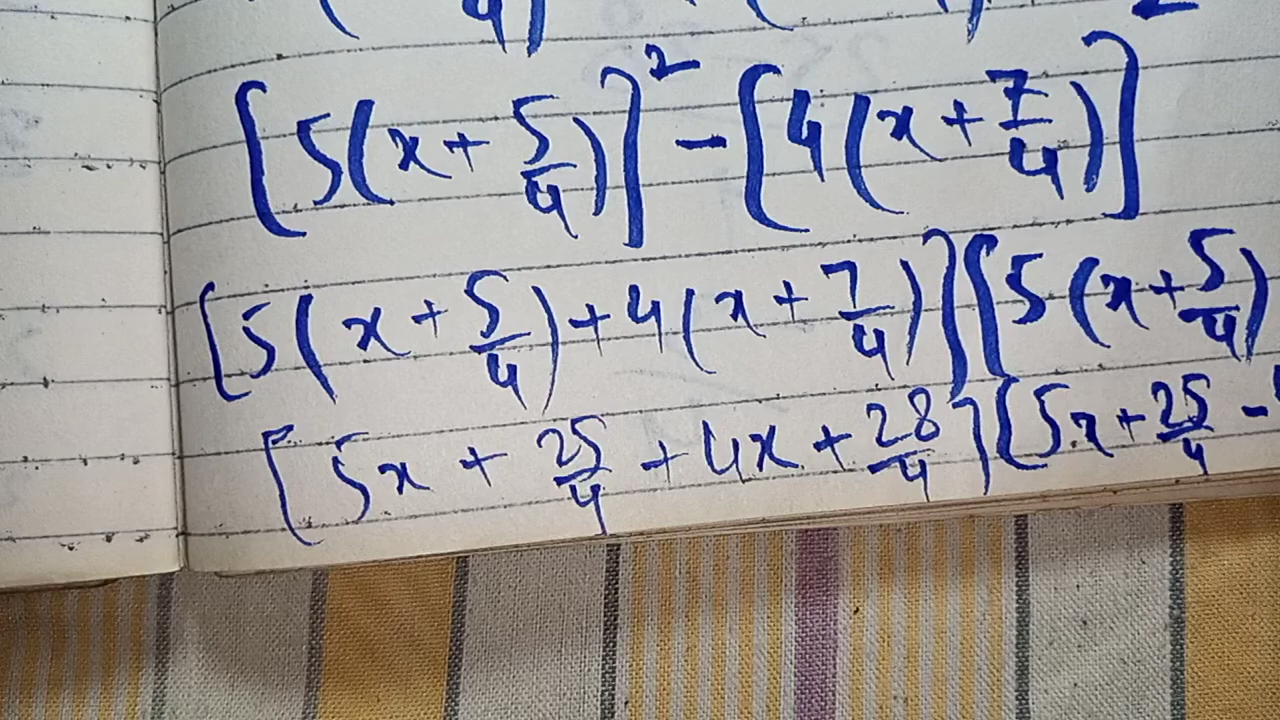 [5(x + 5/4)]² - [4(x + 7/4)]
[5(x + 5/4) + 4(x + 7/4)][5(x + 5/4)
[5x + 25/4 + 4x + 28/4][5x + 25/4 -